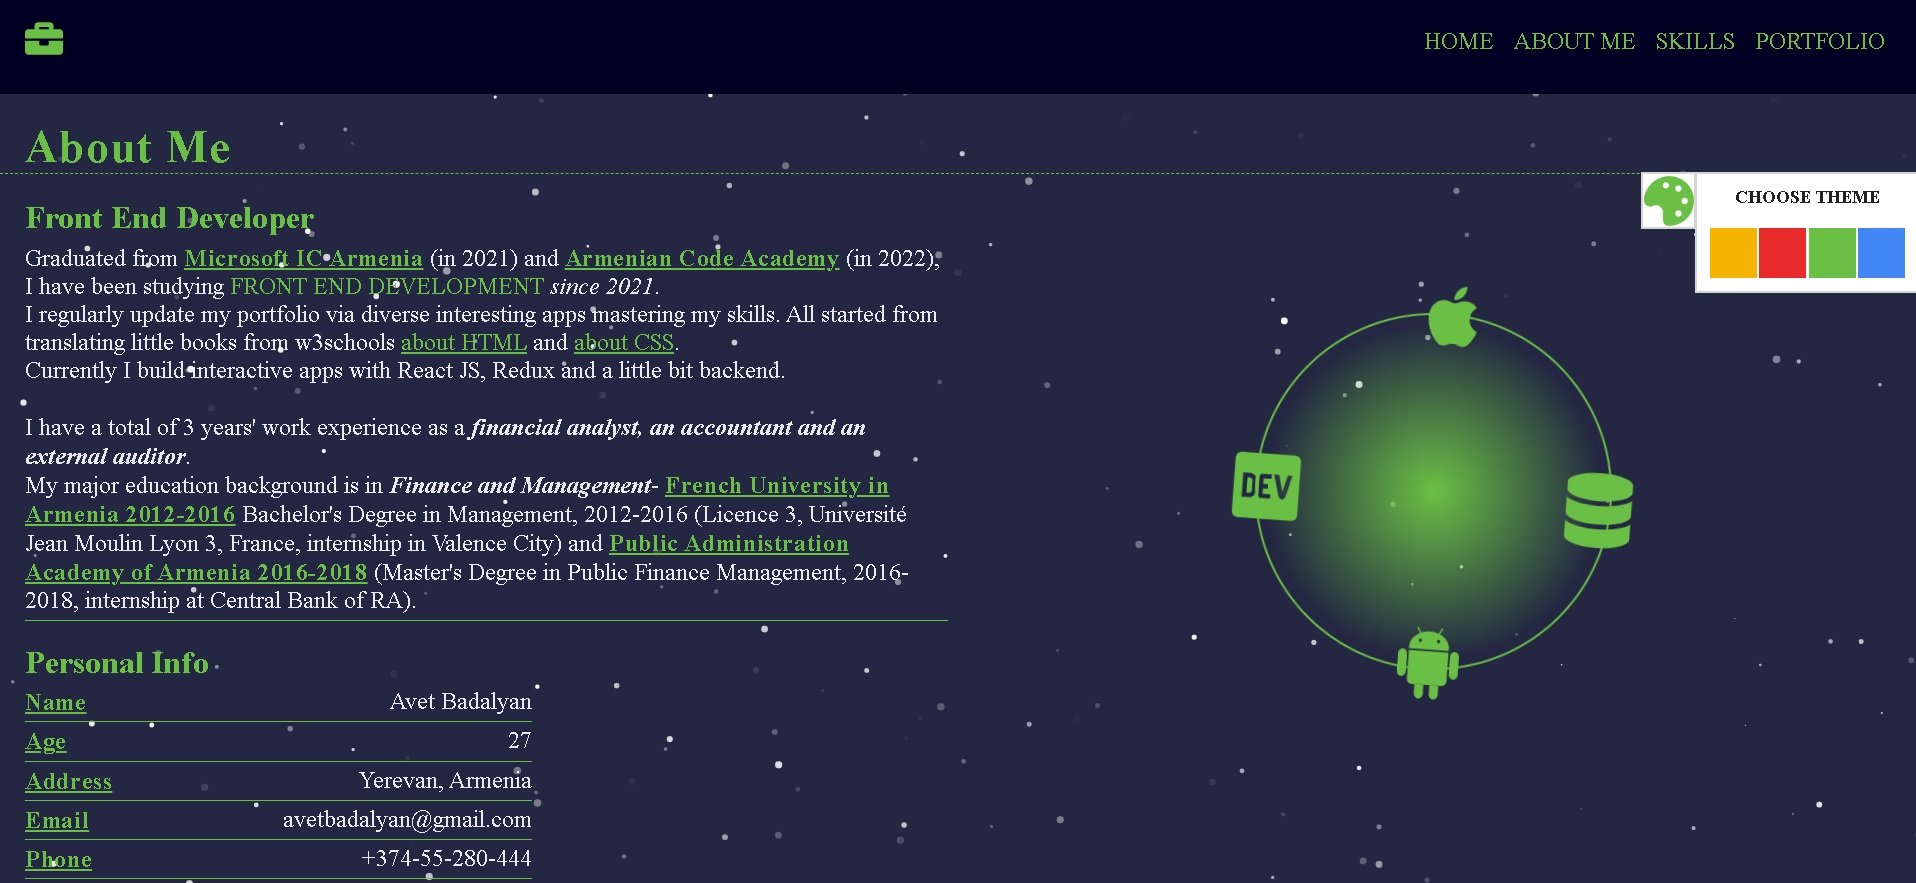 HOME ABOUT ME SKILLS PORTFOLIO
About Me
CHOOSE THEME
Front End Developer
Graduated from Microsoft IC Armenia (in 2021) and Armenian Code Academy (in 2022),
I have been studying FRONT END DEVELOPMENT since 2021.
I regularly update my portfolio via diverse interesting apps mastering my skills. All started from
translating little books from w3schools about HTML and about CSS.
Currently I build interactive apps with React JS, Redux and a little bit backend.
I have a total of 3 years' work experience as a financial analyst, an accountant and an
external auditor.
My major education background is in Finance and Management- French University in
Armenia 2012-2016 Bachelor's Degree in Management, 2012-2016 (Licence 3, Université
Jean Moulin Lyon 3, France, internship in Valence City) and Public Administration
Academy of Armenia 2016-2018 (Master's Degree in Public Finance Management, 2016-
2018, internship at Central Bank of RA).
DEV
Personal Info
Name Avet Badalyan
Age 27
Address Yerevan, Armenia
Email avetbadalyan@gmail.com
Phone +374-55-280-444